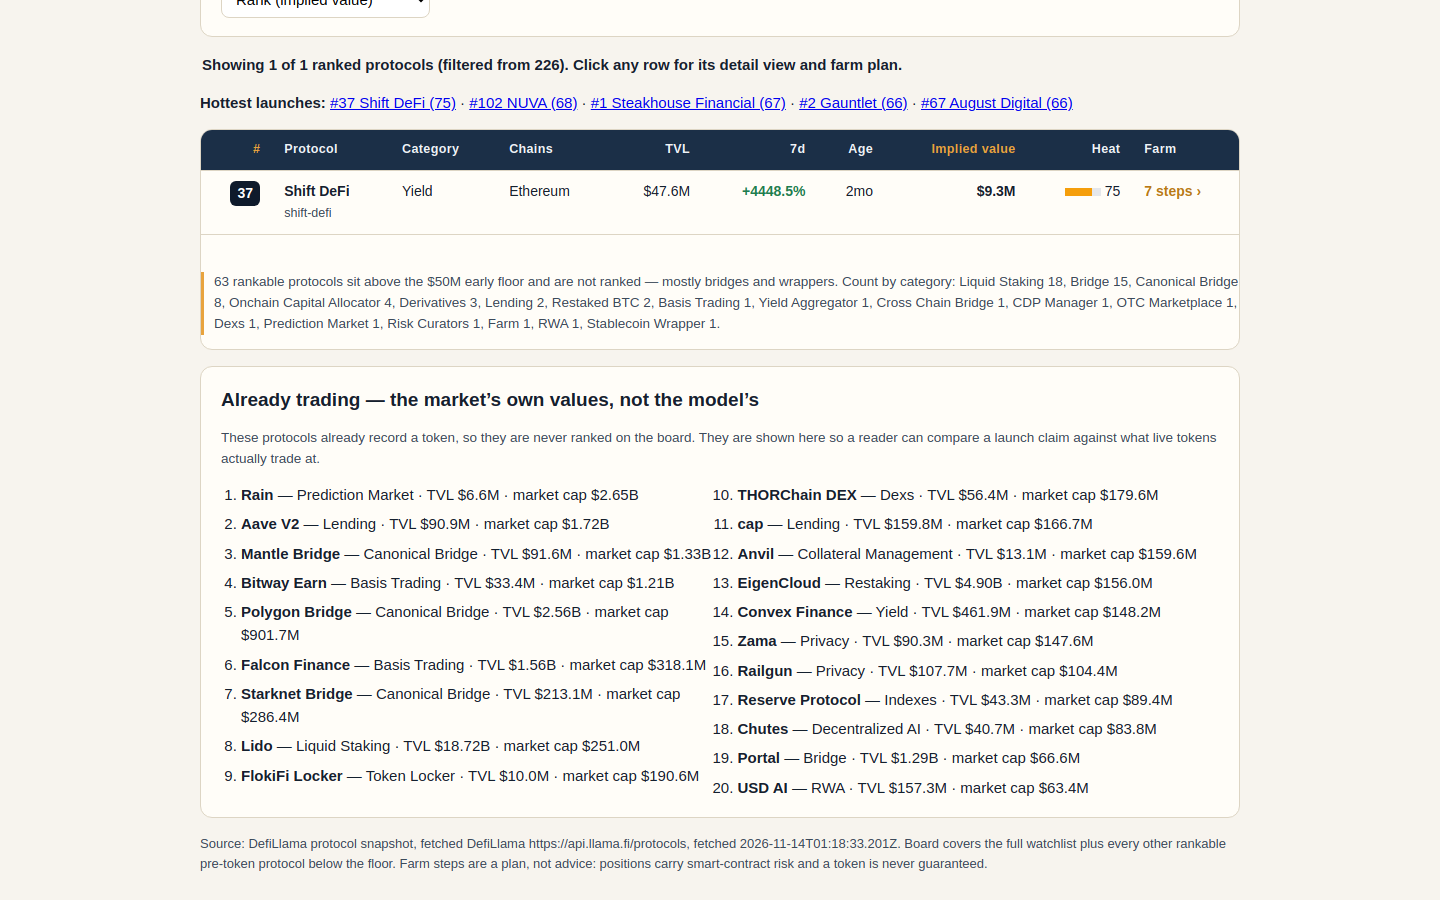 Rank (implied value)
Showing 1 of 1 ranked protocols (filtered from 226). Click any row for its detail view and farm plan.
Hottest launches: #37 Shift DeFi (75) · #102 NUVA (68) · #1 Steakhouse Financial (67) · #2 Gauntlet (66) · #67 August Digital (66)
# Protocol Category Chains TVL 7d Age Implied value Heat Farm
37 Shift DeFi Yield Ethereum $47.6M +4448.5% 2mo $9.3M 75 7 steps ›
shift-defi
63 rankable protocols sit above the $50M early floor and are not ranked — mostly bridges and wrappers. Count by category: Liquid Staking 18, Bridge 15, Canonical Bridge
8, Onchain Capital Allocator 4, Derivatives 3, Lending 2, Restaked BTC 2, Basis Trading 1, Yield Aggregator 1, Cross Chain Bridge 1, CDP Manager 1, OTC Marketplace 1,
Dexs 1, Prediction Market 1, Risk Curators 1, Farm 1, RWA 1, Stablecoin Wrapper 1.
Already trading — the market’s own values, not the model’s
These protocols already record a token, so they are never ranked on the board. They are shown here so a reader can compare a launch claim against what live tokens
actually trade at.
1. Rain — Prediction Market · TVL $6.6M · market cap $2.65B
2. Aave V2 — Lending · TVL $90.9M · market cap $1.72B
3. Mantle Bridge — Canonical Bridge · TVL $91.6M · market cap $1.33B
4. Bitway Earn — Basis Trading · TVL $33.4M · market cap $1.21B
5. Polygon Bridge — Canonical Bridge · TVL $2.56B · market cap
$901.7M
6. Falcon Finance — Basis Trading · TVL $1.56B · market cap $318.1M
7. Starknet Bridge — Canonical Bridge · TVL $213.1M · market cap
$286.4M
8. Lido — Liquid Staking · TVL $18.72B · market cap $251.0M
9. FlokiFi Locker — Token Locker · TVL $10.0M · market cap $190.6M
10. THORChain DEX — Dexs · TVL $56.4M · market cap $179.6M
11. cap — Lending · TVL $159.8M · market cap $166.7M
12. Anvil — Collateral Management · TVL $13.1M · market cap $159.6M
13. EigenCloud — Restaking · TVL $4.90B · market cap $156.0M
14. Convex Finance — Yield · TVL $461.9M · market cap $148.2M
15. Zama — Privacy · TVL $90.3M · market cap $147.6M
16. Railgun — Privacy · TVL $107.7M · market cap $104.4M
17. Reserve Protocol — Indexes · TVL $43.3M · market cap $89.4M
18. Chutes — Decentralized AI · TVL $40.7M · market cap $83.8M
19. Portal — Bridge · TVL $1.29B · market cap $66.6M
20. USD AI — RWA · TVL $157.3M · market cap $63.4M
Source: DefiLlama protocol snapshot, fetched DefiLlama https://api.llama.fi/protocols, fetched 2026-11-14T01:18:33.201Z. Board covers the full watchlist plus every other rankable
pre-token protocol below the floor. Farm steps are a plan, not advice: positions carry smart-contract risk and a token is never guaranteed.